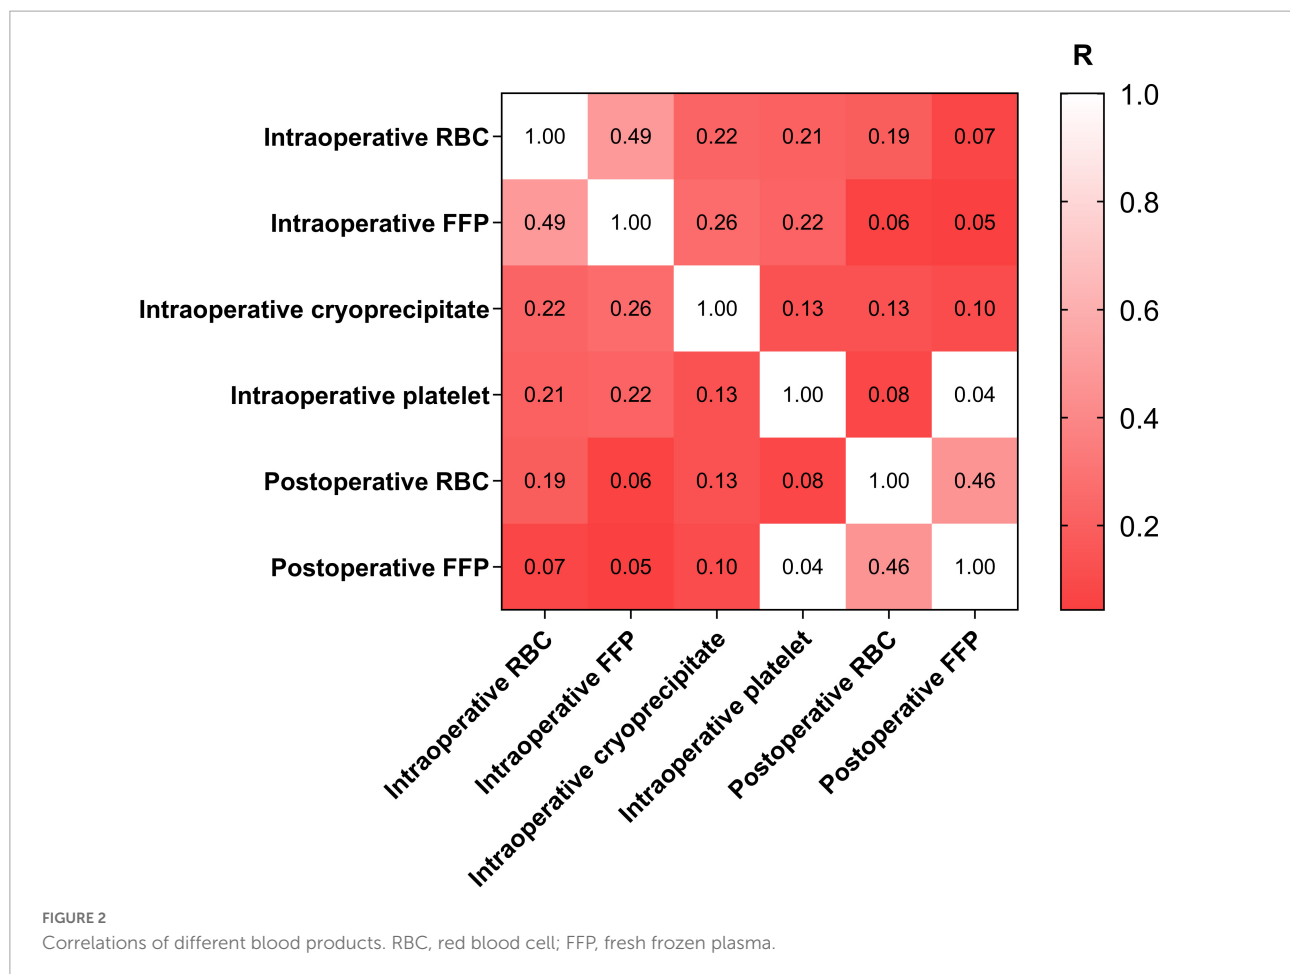 R
1.0
0.8
0.6
0.4
0.2
Intraoperative RBC 1.00 0.49 0.22 0.21 0.19 0.07
Intraoperative FFP 0.49 1.00 0.26 0.22 0.06 0.05
Intraoperative cryoprecipitate 0.22 0.26 1.00 0.13 0.13 0.10
Intraoperative platelet 0.21 0.22 0.13 1.00 0.08 0.04
Postoperative RBC 0.19 0.06 0.13 0.08 1.00 0.46
Postoperative FFP 0.07 0.05 0.10 0.04 0.46 1.00
Intraoperative RBC
Intraoperative FFP
Intraoperative cryoprecipitate
Intraoperative platelet
Postoperative RBC
Postoperative FFP
FIGURE 2
Correlations of different blood products. RBC, red blood cell; FFP, fresh frozen plasma.